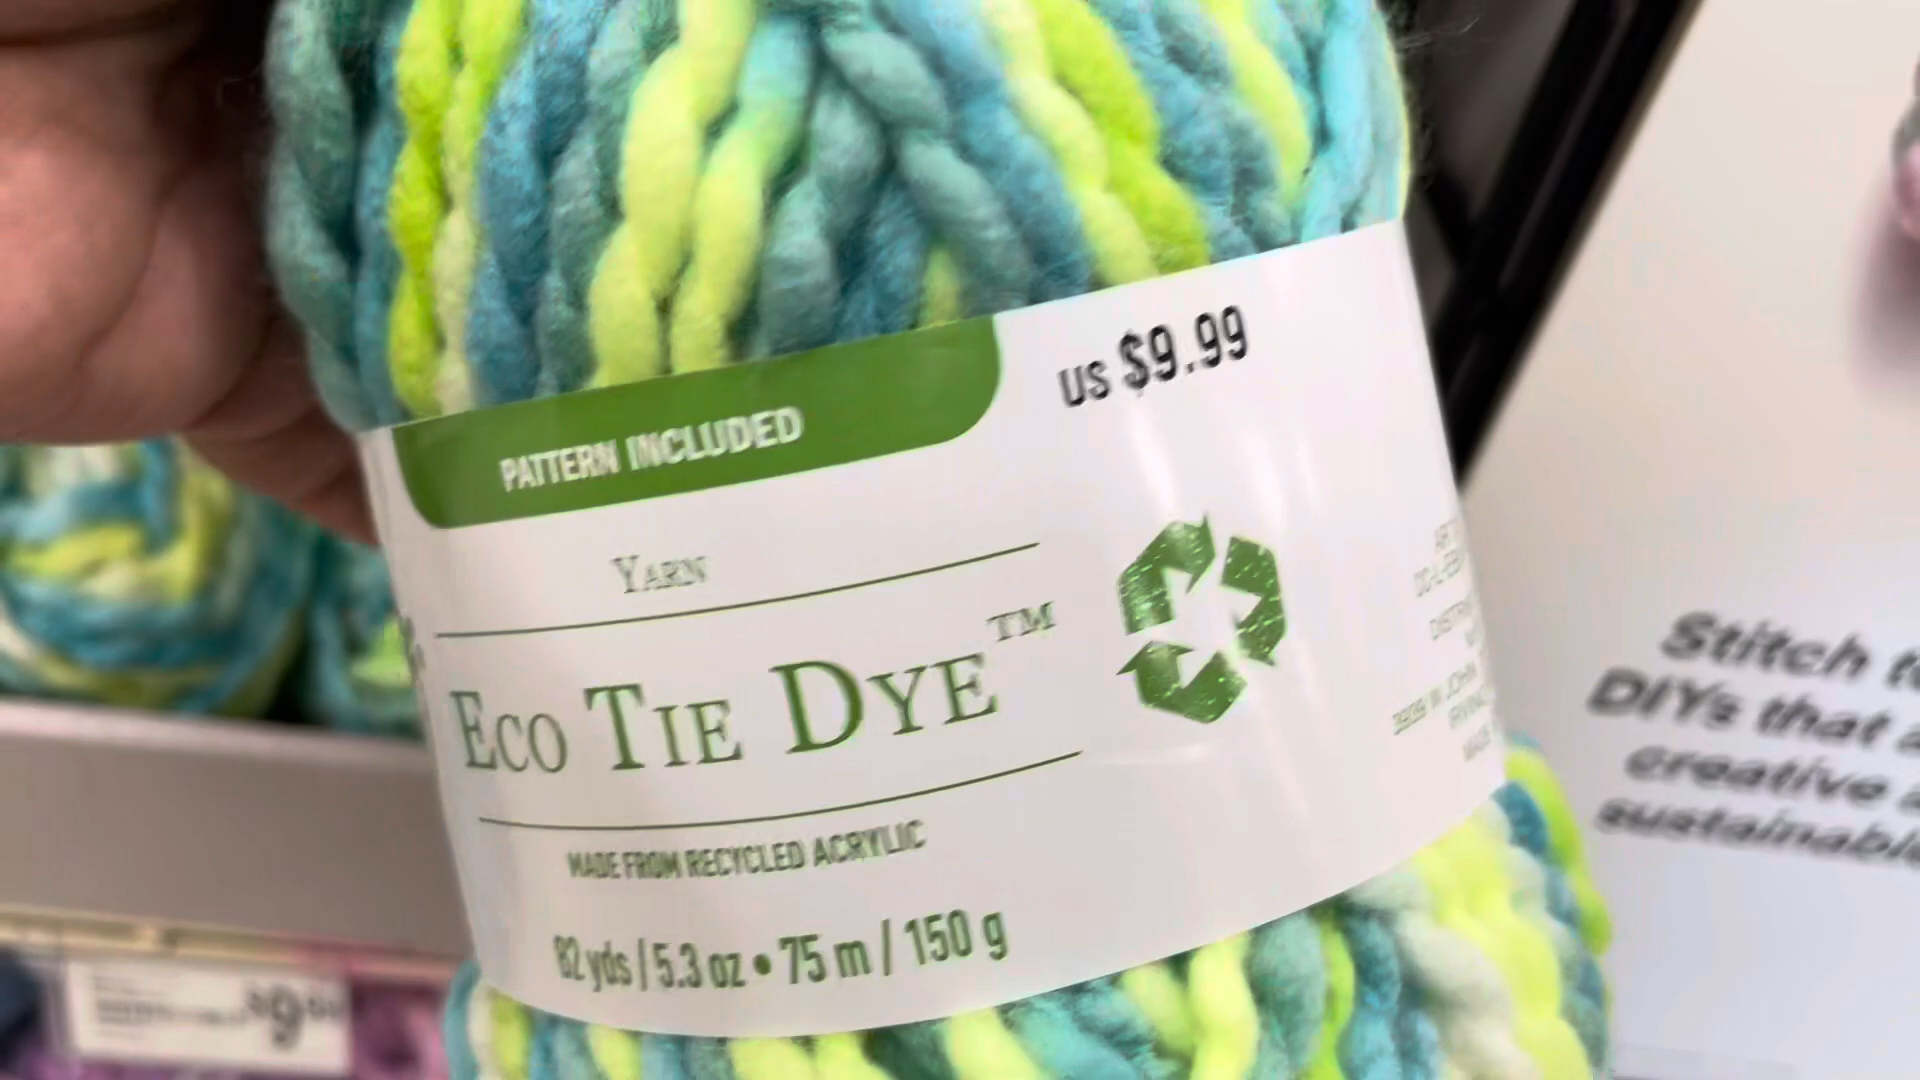 US $9.99
PATTERN INCLUDED
YARN
ECO TIE DYE™
MADE FROM RECYCLED ACRYLIC
82 yds / 5.3 oz • 75 m / 150 g
Stitch
DIYs that
creative
$9